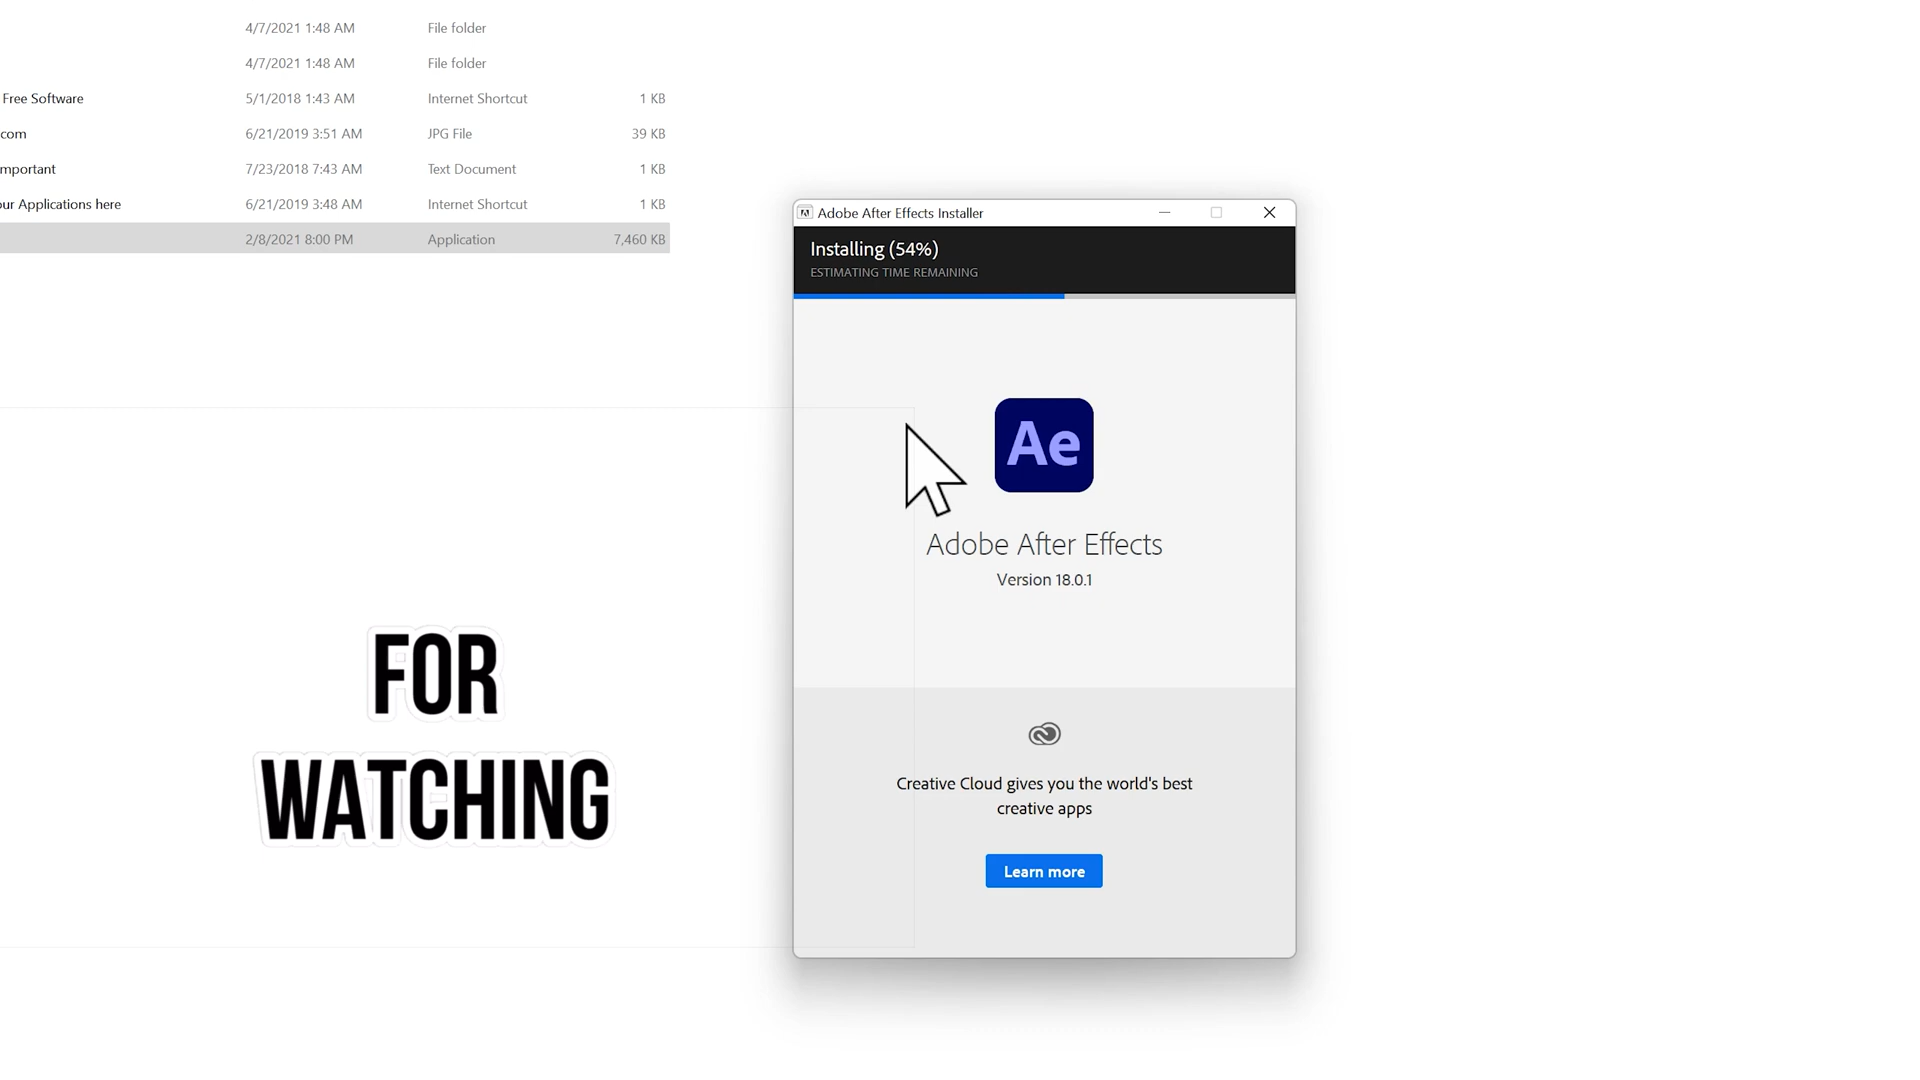 4/7/2021 1:48 AM File folder
4/7/2021 1:48 AM File folder
Free Software 5/1/2018 1:43 AM Internet Shortcut 1 KB
com 6/21/2019 3:51 AM JPG File 39 KB
mportant 7/23/2018 7:43 AM Text Document 1 KB
our Applications here 6/21/2019 3:48 AM Internet Shortcut 1 KB
2/8/2021 8:00 PM Application 7,460 KB
Adobe After Effects Installer
Installing (54%)
ESTIMATING TIME REMAINING
Ae
Adobe After Effects
Version 18.0.1
Creative Cloud gives you the world's best
creative apps
Learn more
FOR
WATCHING